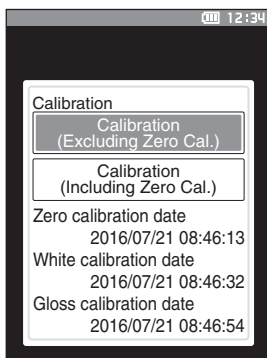 12:34
Calibration
Calibration
(Excluding Zero Cal.)
Calibration
(Including Zero Cal.)
Zero calibration date
2016/07/21 08:46:13
White calibration date
2016/07/21 08:46:32
Gloss calibration date
2016/07/21 08:46:54